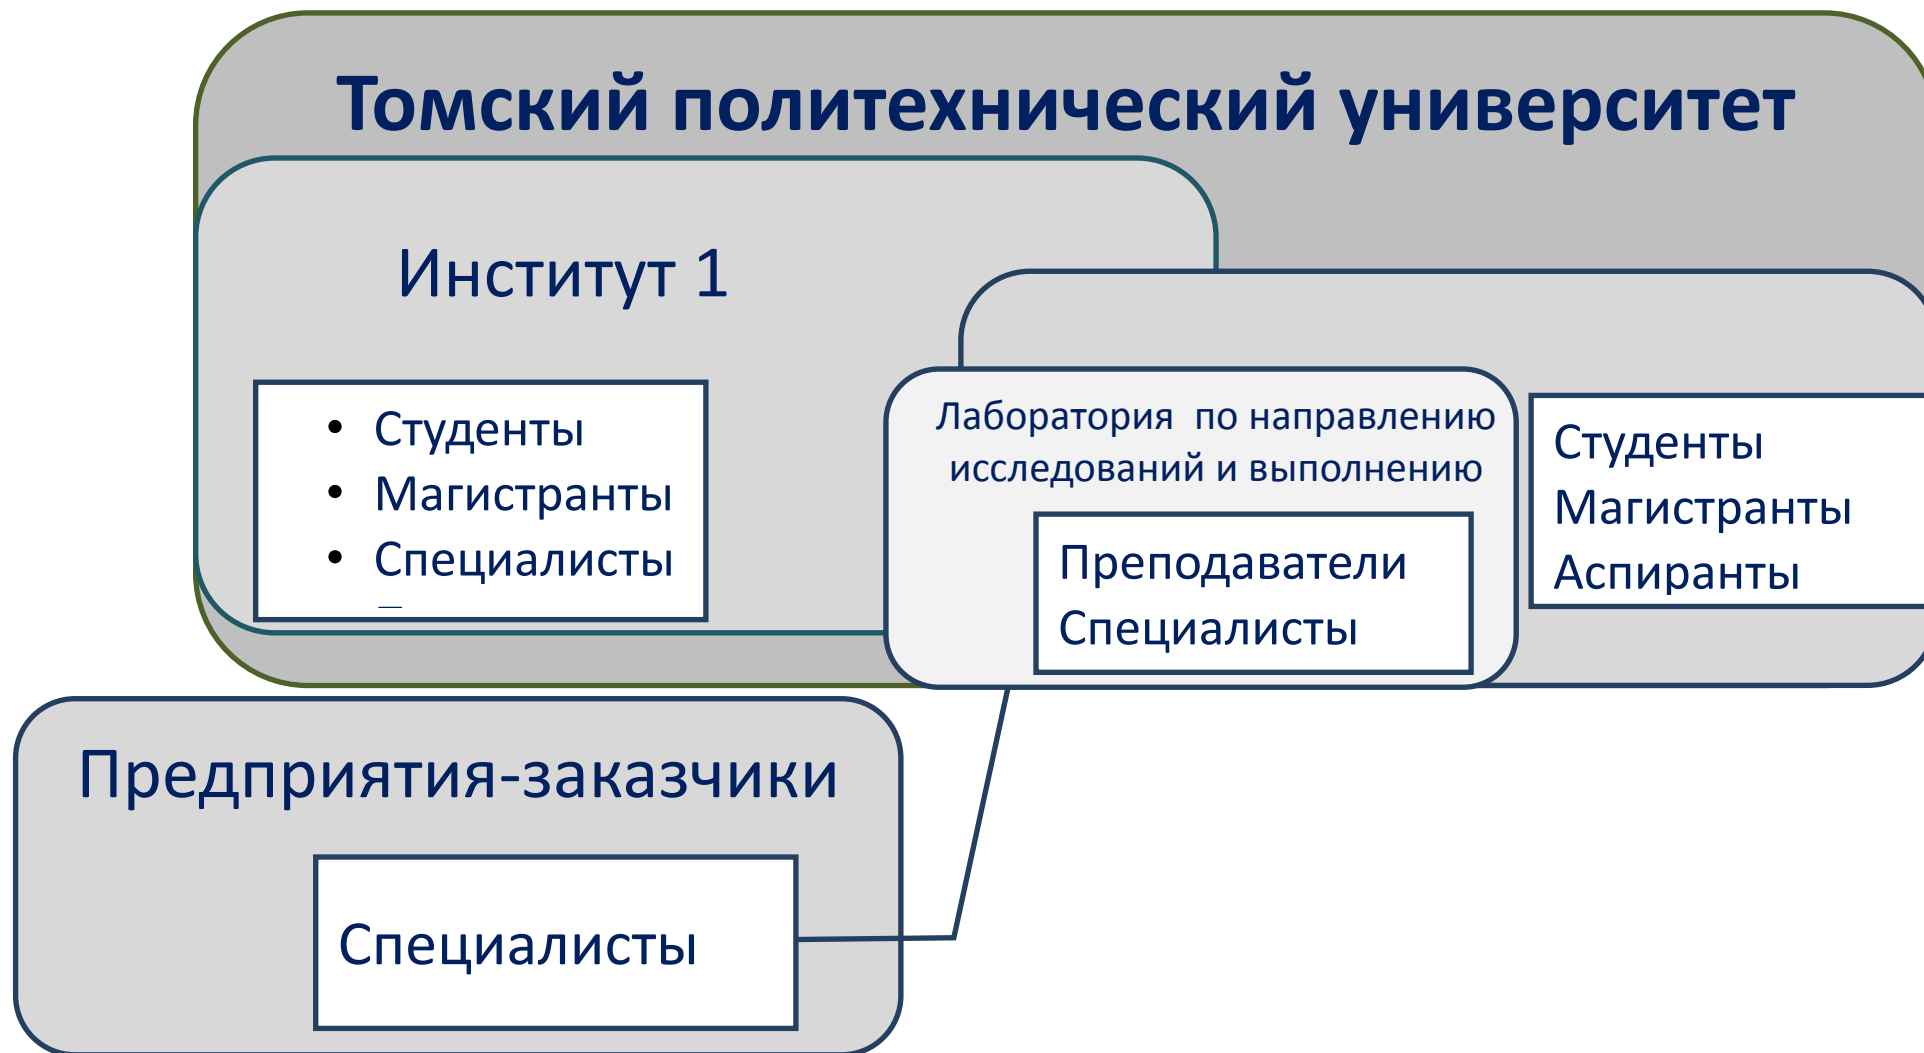 Томский политехнический университет
Институт 1
• Студенты
• Магистранты
• Специалисты
Лаборатория по направлению
исследований и выполнению
Преподаватели
Специалисты
Студенты
Магистранты
Аспиранты
Предприятия-заказчики
Специалисты